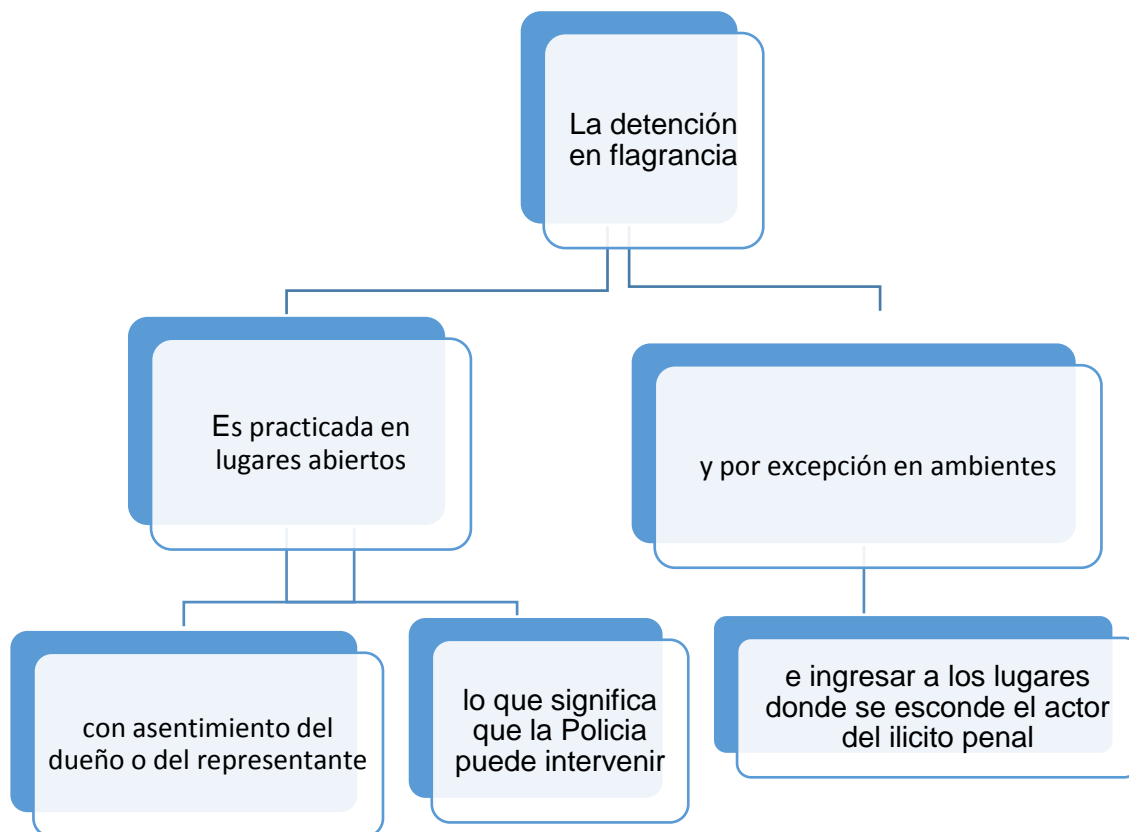 La detención
en flagrancia
Es practicada en
lugares abiertos
y por excepción en ambientes
con asentimiento del
dueño o del representante
lo que significa
que la Policia
puede intervenir
e ingresar a los lugares
donde se esconde el actor
del ilicito penal